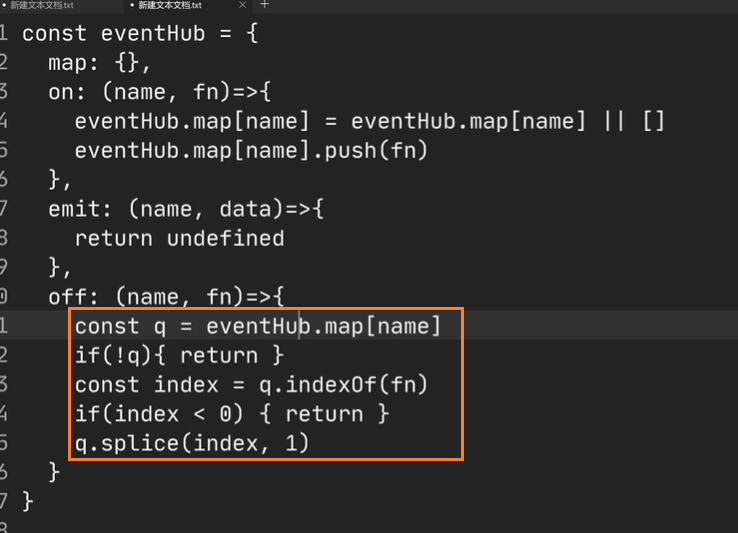 新建文本文档.txt
新建文本文档.txt
1 const eventHub = {
2 map: {},
3 on: (name, fn)=>{
4 eventHub.map[name] = eventHub.map[name] || []
5 eventHub.map[name].push(fn)
6 },
7 emit: (name, data)=>{
8 return undefined
9 },
0 off: (name, fn)=>{
1 const q = eventHub.map[name]
2 if(!q){ return }
3 const index = q.indexOf(fn)
4 if(index < 0) { return }
5 q.splice(index, 1)
6 }
7 }
8